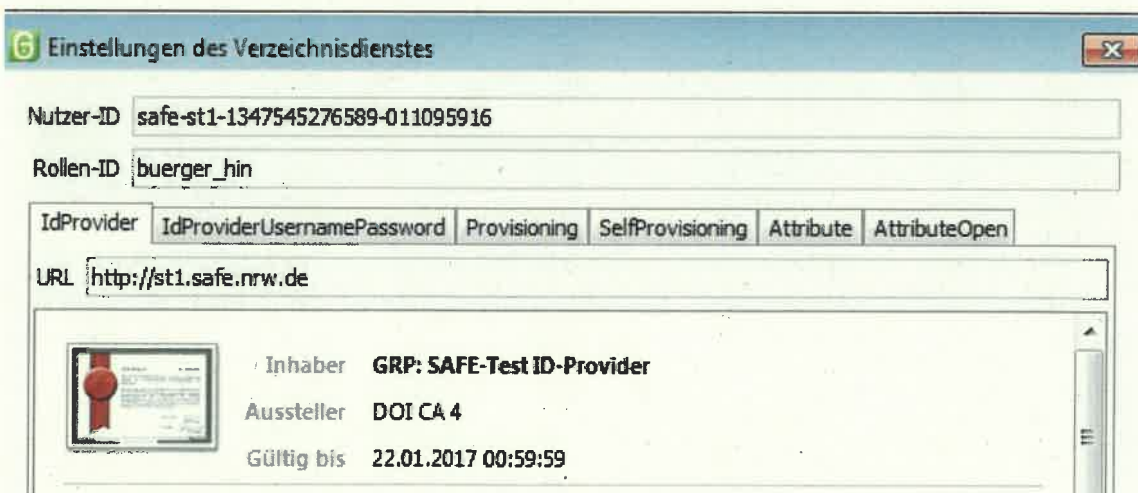 Einstellungen des Verzeichnisdienstes
Nutzer-ID safe-st1-1347545276589-011095916
Rollen-ID buerger_hin
IdProvider IdProviderUsernamePassword Provisioning SelfProvisioning Attribute AttributeOpen
URL http://st1.safe.nrw.de
Inhaber GRP: SAFE-Test ID-Provider
Aussteller DOI CA 4
Gültig bis 22.01.2017 00:59:59